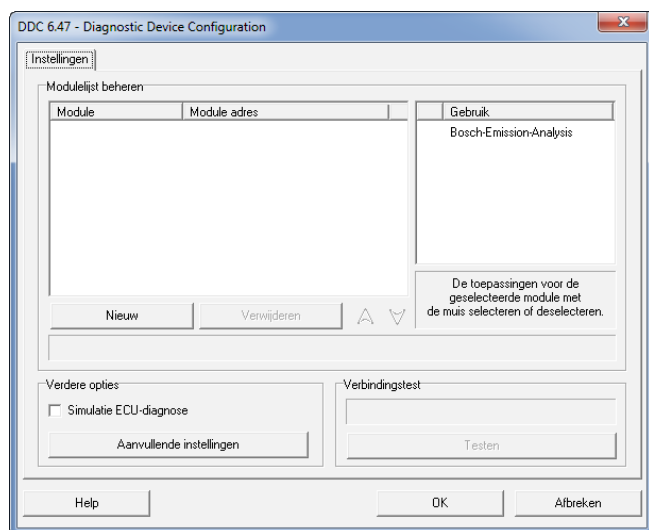 DDC 6.47 - Diagnostic Device Configuration
Instellingen
Modulelijst beheren
Module Module adres
Gebruik
Bosch-Emission-Analysis
De toepassingen voor de
geselecteerde module met
de muis selecteren of deselecteren.
Nieuw Verwijderen
Verdere opties
Simulatie ECU-diagnose
Aanvullende instellingen
Verbindingstest
Testen
Help OK Afbreken